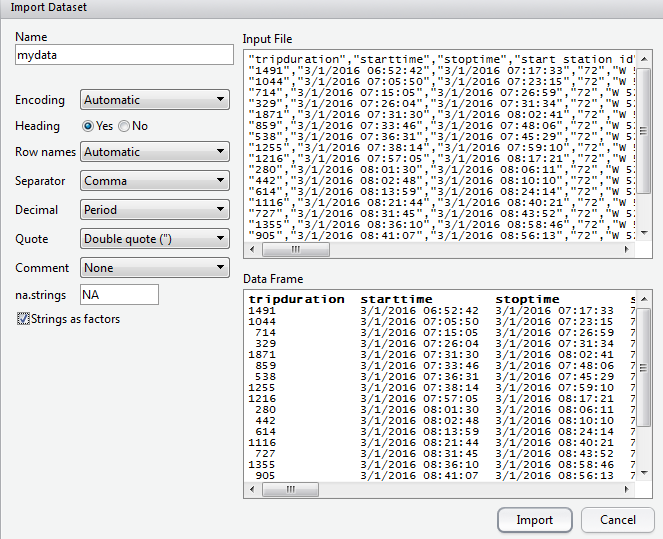 Import Dataset
Name
mydata
Encoding Automatic
Heading Yes No
Row names Automatic
Separator Comma
Decimal Period
Quote Double quote (")
Comment None
na.strings NA
Strings as factors
Input File
"tripduration","starttime","stoptime","start station id"
"1491","3/1/2016 06:52:42","3/1/2016 07:17:33","72","W 5
"1044","3/1/2016 07:05:50","3/1/2016 07:23:15","72","W 5
"714","3/1/2016 07:15:05","3/1/2016 07:26:59","72","W 52
"329","3/1/2016 07:26:04","3/1/2016 07:31:34","72","W 52
"1871","3/1/2016 07:31:30","3/1/2016 08:02:41","72","W 5
"859","3/1/2016 07:33:46","3/1/2016 07:48:06","72","W 52
"538","3/1/2016 07:36:31","3/1/2016 07:45:29","72","W 52
"1255","3/1/2016 07:38:14","3/1/2016 07:59:10","72","W 5
"1216","3/1/2016 07:57:05","3/1/2016 08:17:21","72","W 5
"280","3/1/2016 08:01:30","3/1/2016 08:06:11","72","W 52
"442","3/1/2016 08:02:48","3/1/2016 08:10:10","72","W 52
"614","3/1/2016 08:13:59","3/1/2016 08:24:14","72","W 52
"1116","3/1/2016 08:21:44","3/1/2016 08:40:21","72","W 5
"727","3/1/2016 08:31:45","3/1/2016 08:43:52","72","W 52
"1355","3/1/2016 08:36:10","3/1/2016 08:58:46","72","W 5
"905","3/1/2016 08:41:07","3/1/2016 08:56:13","72","W 52
Data Frame
tripduration starttime stoptime s
1491 3/1/2016 06:52:42 3/1/2016 07:17:33 7
1044 3/1/2016 07:05:50 3/1/2016 07:23:15 7
714 3/1/2016 07:15:05 3/1/2016 07:26:59 7
329 3/1/2016 07:26:04 3/1/2016 07:31:34 7
1871 3/1/2016 07:31:30 3/1/2016 08:02:41 7
859 3/1/2016 07:33:46 3/1/2016 07:48:06 7
538 3/1/2016 07:36:31 3/1/2016 07:45:29 7
1255 3/1/2016 07:38:14 3/1/2016 07:59:10 7
1216 3/1/2016 07:57:05 3/1/2016 08:17:21 7
280 3/1/2016 08:01:30 3/1/2016 08:06:11 7
442 3/1/2016 08:02:48 3/1/2016 08:10:10 7
614 3/1/2016 08:13:59 3/1/2016 08:24:14 7
1116 3/1/2016 08:21:44 3/1/2016 08:40:21 7
727 3/1/2016 08:31:45 3/1/2016 08:43:52 7
1355 3/1/2016 08:36:10 3/1/2016 08:58:46 7
905 3/1/2016 08:41:07 3/1/2016 08:56:13 7
Import Cancel